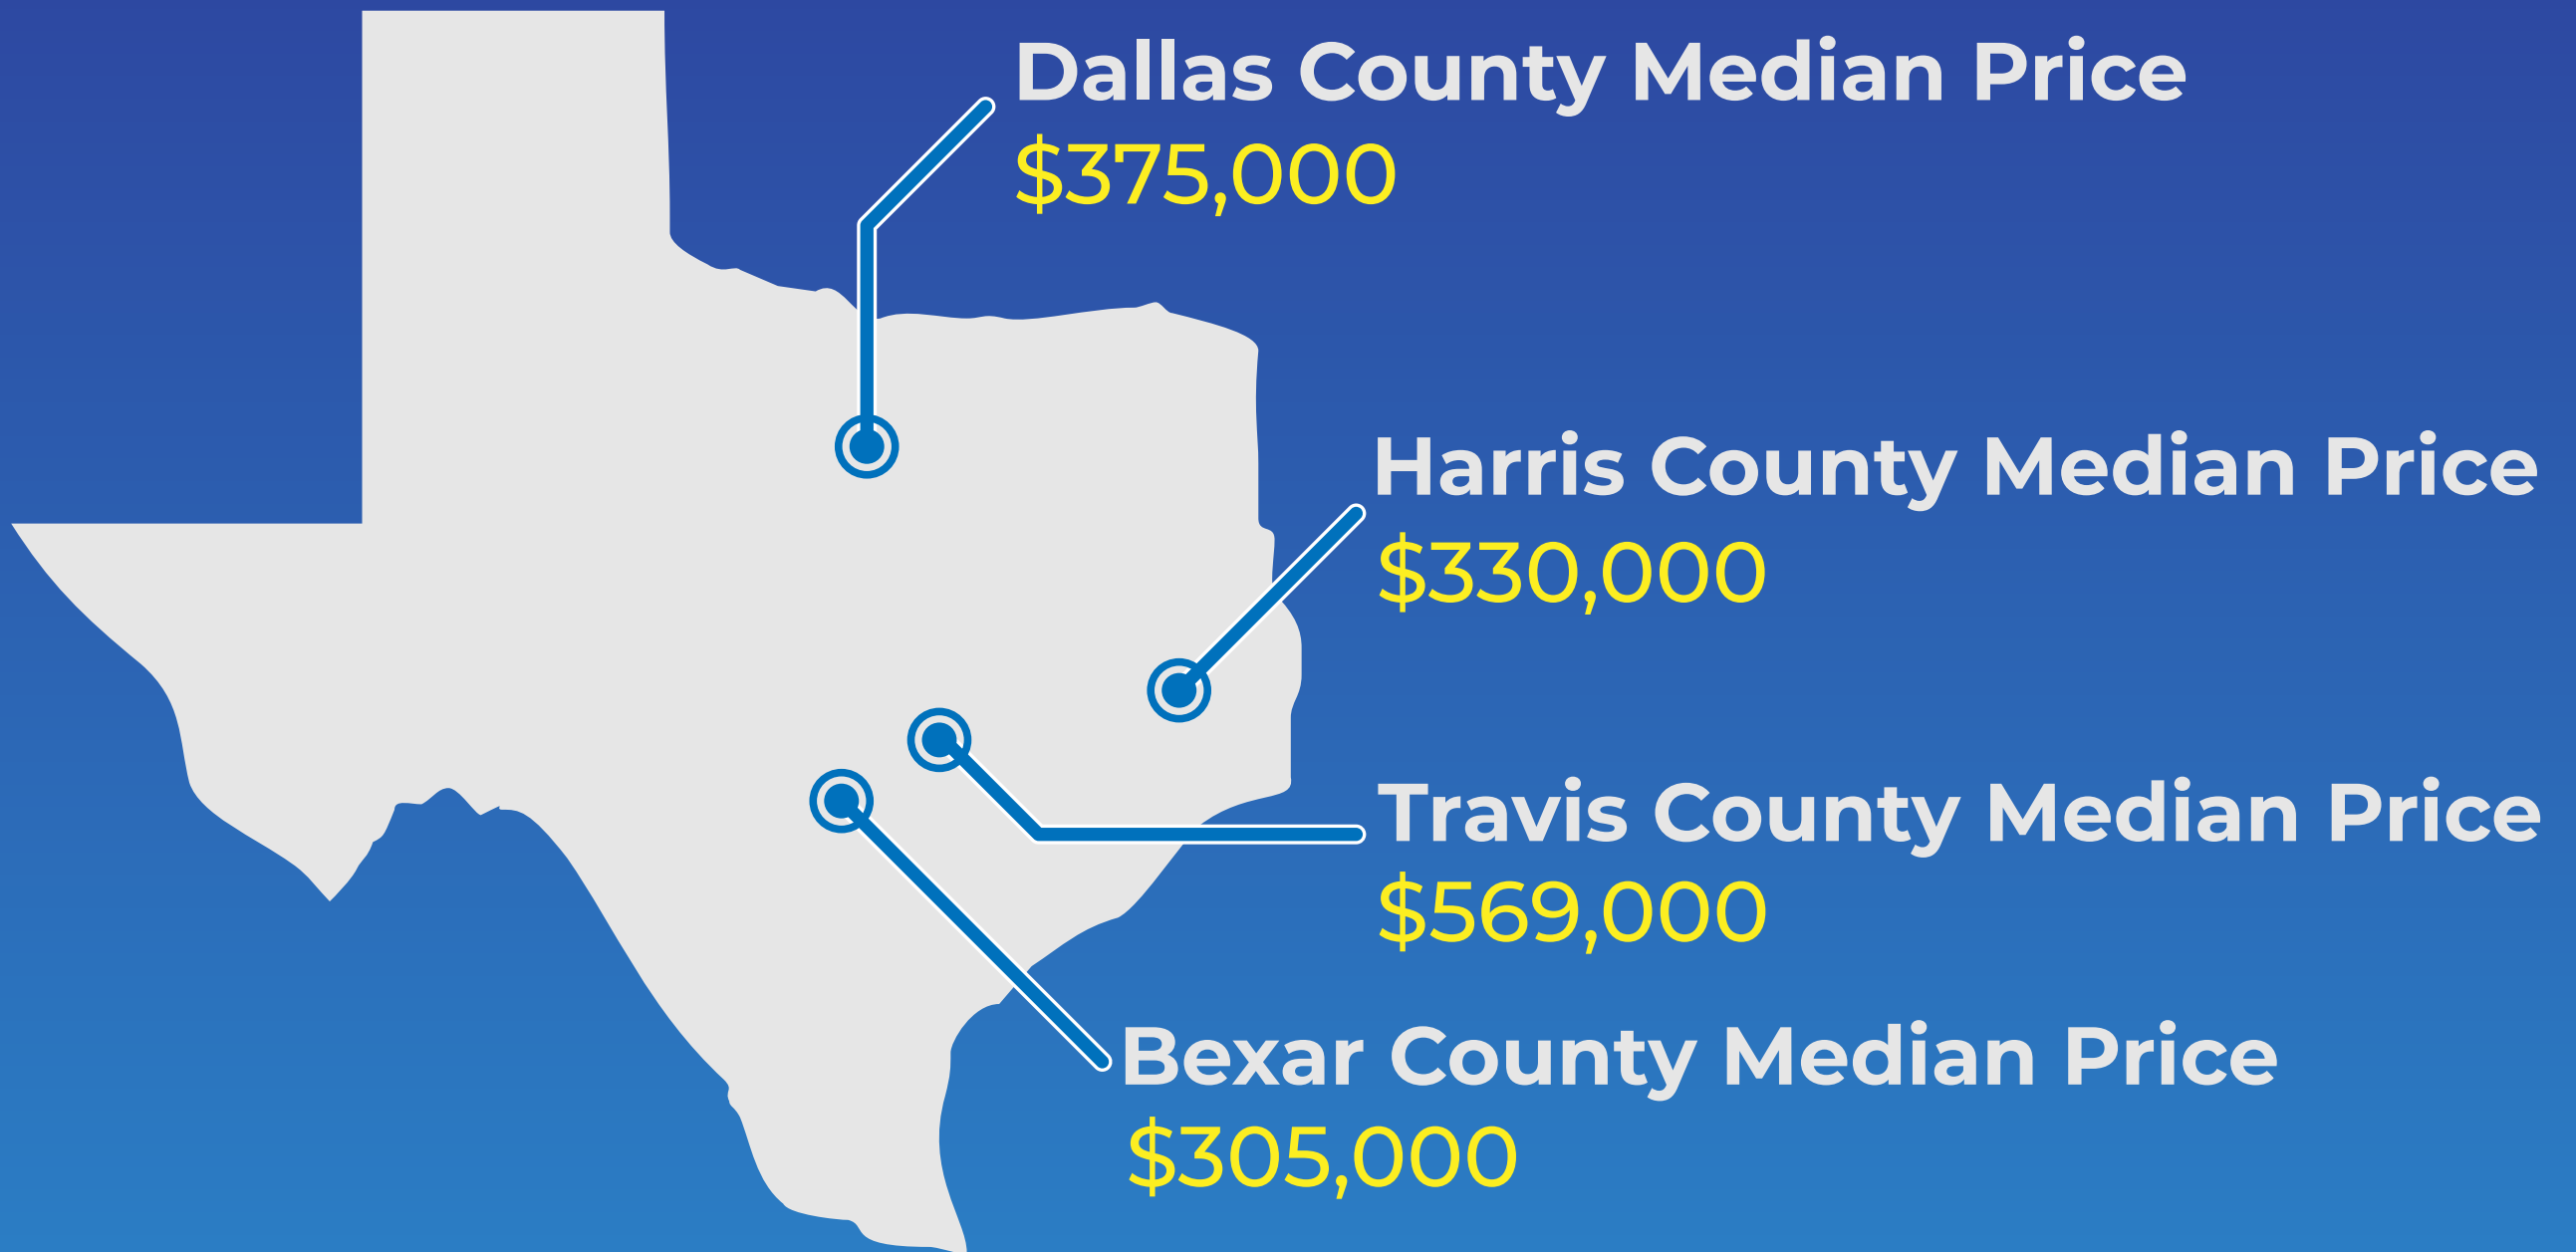 Dallas County Median Price
$375,000
Harris County Median Price
$330,000
Travis County Median Price
$569,000
Bexar County Median Price
$305,000